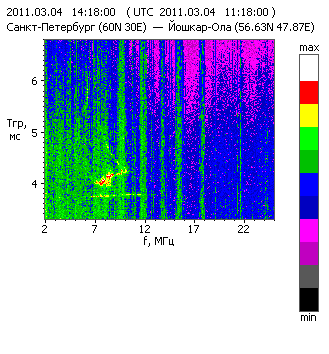 2011.03.04 14:18:00 (UTC 2011.03.04 11:18:00)
Санкт-Петербург (60N 30E) — Йошкар-Ола (56.63N 47.87E)
max
6
Tгр,
мс
5
4
2 7 12 17 22
f, МГц
min